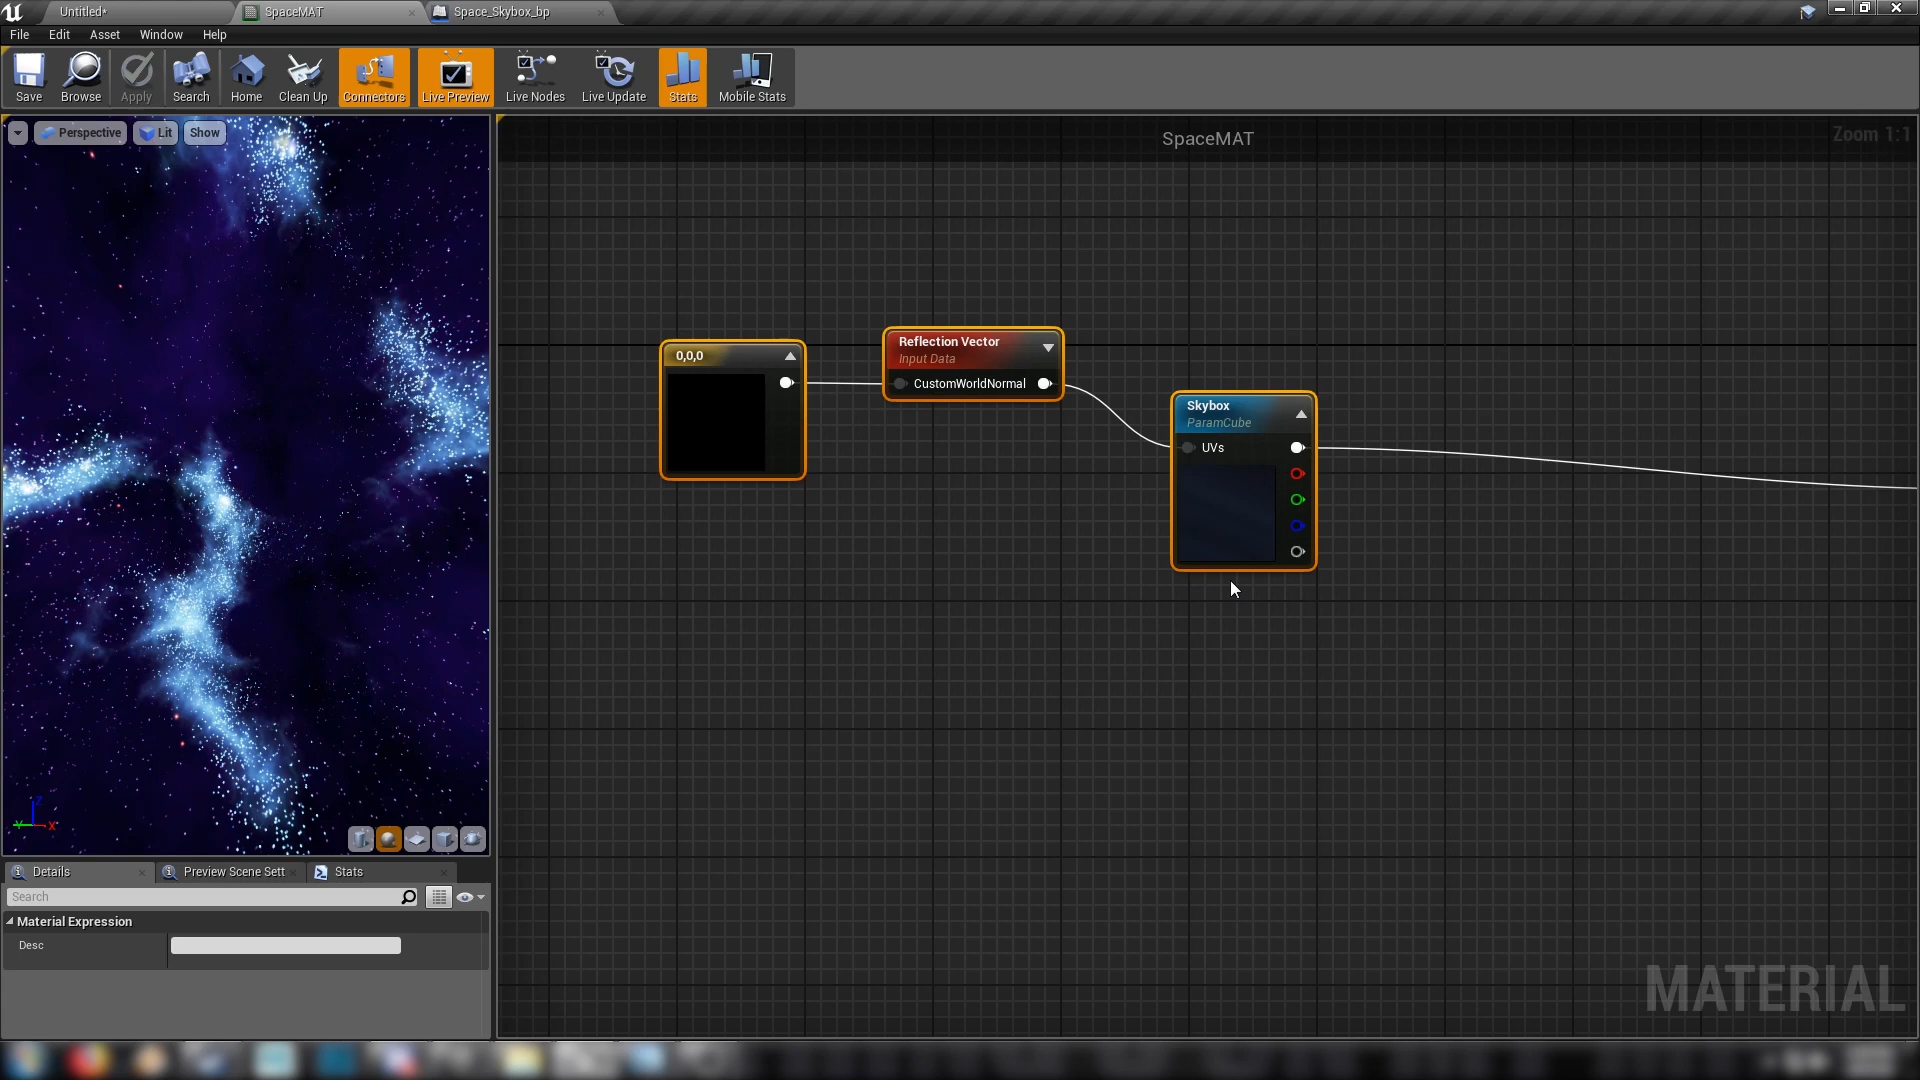 Untitled*
SpaceMAT
Space_Skybox_bp
File Edit Asset Window Help
Save Browse Apply Search Home Clean Up Connectors Live Preview Live Nodes Live Update Stats Mobile Stats
Perspective Lit Show
SpaceMAT
Zoom 1:1
0,0,0
Reflection Vector
Input Data
CustomWorldNormal
Skybox
ParamCube
UVs
Z
Y
X
Details
Preview Scene Sett
Stats
Search
Material Expression
Desc
MATERIAL